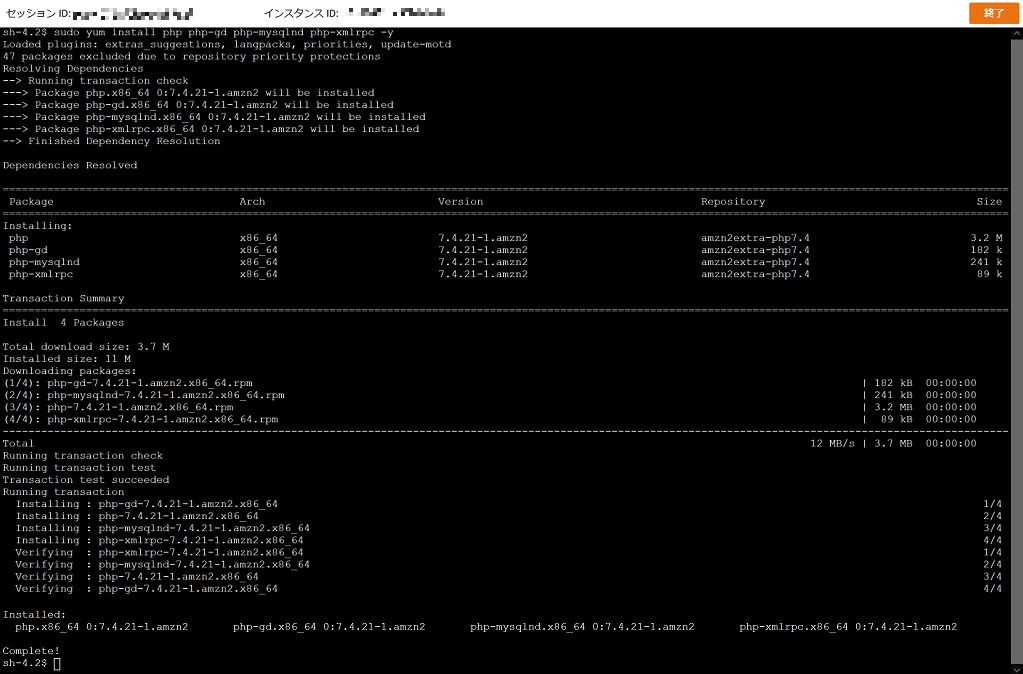 セッション ID: インスタンス ID: 終了
sh-4.2$ sudo yum install php php-gd php-mysqlnd php-xmlrpc -y
Loaded plugins: extras_suggestions, langpacks, priorities, update-motd
47 packages excluded due to repository priority protections
Resolving Dependencies
--> Running transaction check
---> Package php.x86_64 0:7.4.21-1.amzn2 will be installed
---> Package php-gd.x86_64 0:7.4.21-1.amzn2 will be installed
---> Package php-mysqlnd.x86_64 0:7.4.21-1.amzn2 will be installed
---> Package php-xmlrpc.x86_64 0:7.4.21-1.amzn2 will be installed
--> Finished Dependency Resolution
Dependencies Resolved
Package Arch Version Repository Size
Installing:
php x86_64 7.4.21-1.amzn2 amzn2extra-php7.4 3.2 M
php-gd x86_64 7.4.21-1.amzn2 amzn2extra-php7.4 182 k
php-mysqlnd x86_64 7.4.21-1.amzn2 amzn2extra-php7.4 241 k
php-xmlrpc x86_64 7.4.21-1.amzn2 amzn2extra-php7.4 89 k
Transaction Summary
Install 4 Packages
Total download size: 3.7 M
Installed size: 11 M
Downloading packages:
(1/4): php-gd-7.4.21-1.amzn2.x86_64.rpm | 182 kB 00:00:00
(2/4): php-mysqlnd-7.4.21-1.amzn2.x86_64.rpm | 241 kB 00:00:00
(3/4): php-7.4.21-1.amzn2.x86_64.rpm | 3.2 MB 00:00:00
(4/4): php-xmlrpc-7.4.21-1.amzn2.x86_64.rpm | 89 kB 00:00:00
Total 12 MB/s | 3.7 MB 00:00:00
Running transaction check
Running transaction test
Transaction test succeeded
Running transaction
Installing : php-gd-7.4.21-1.amzn2.x86_64 1/4
Installing : php-7.4.21-1.amzn2.x86_64 2/4
Installing : php-mysqlnd-7.4.21-1.amzn2.x86_64 3/4
Installing : php-xmlrpc-7.4.21-1.amzn2.x86_64 4/4
Verifying : php-xmlrpc-7.4.21-1.amzn2.x86_64 1/4
Verifying : php-mysqlnd-7.4.21-1.amzn2.x86_64 2/4
Verifying : php-7.4.21-1.amzn2.x86_64 3/4
Verifying : php-gd-7.4.21-1.amzn2.x86_64 4/4
Installed:
php.x86_64 0:7.4.21-1.amzn2 php-gd.x86_64 0:7.4.21-1.amzn2 php-mysqlnd.x86_64 0:7.4.21-1.amzn2 php-xmlrpc.x86_64 0:7.4.21-1.amzn2
Complete!
sh-4.2$